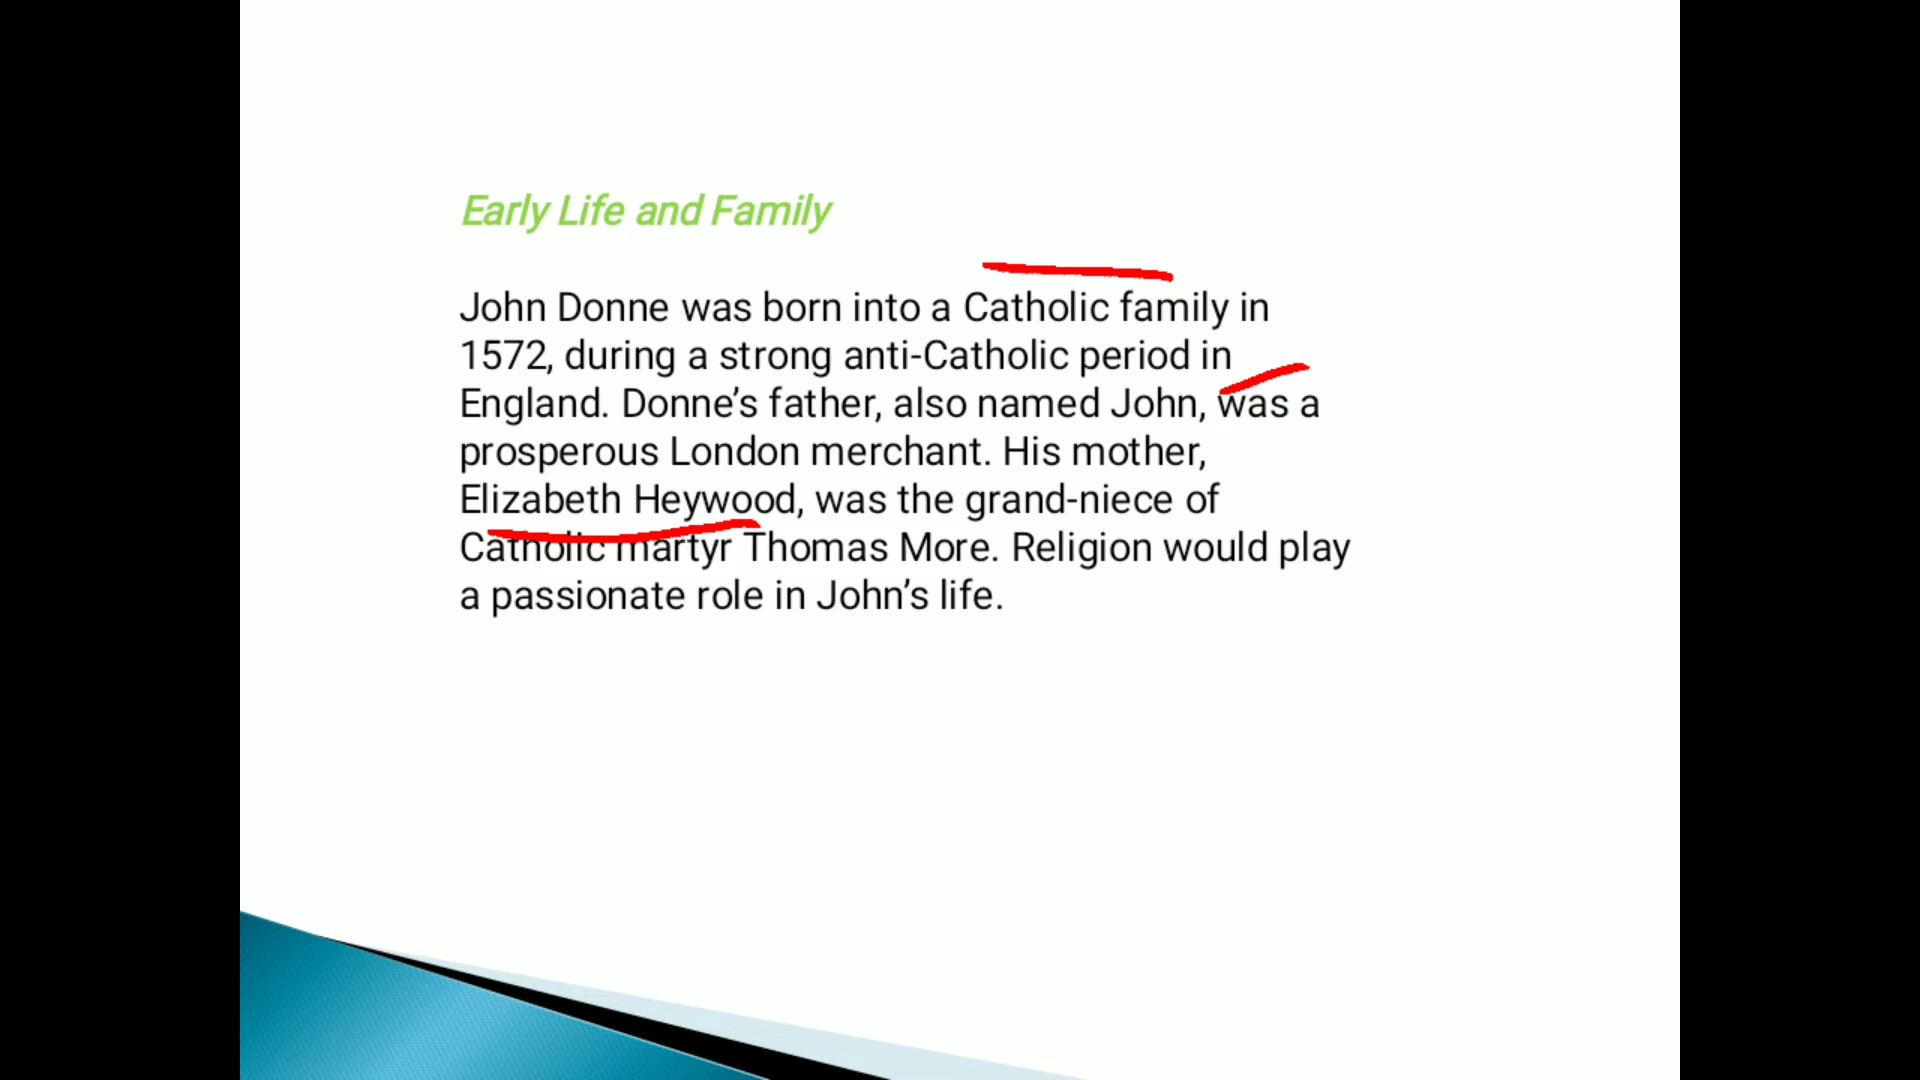 Early Life and Family
John Donne was born into a Catholic family in
1572, during a strong anti-Catholic period in
England. Donne’s father, also named John, was a
prosperous London merchant. His mother,
Elizabeth Heywood, was the grand-niece of
Catholic martyr Thomas More. Religion would play
a passionate role in John’s life.